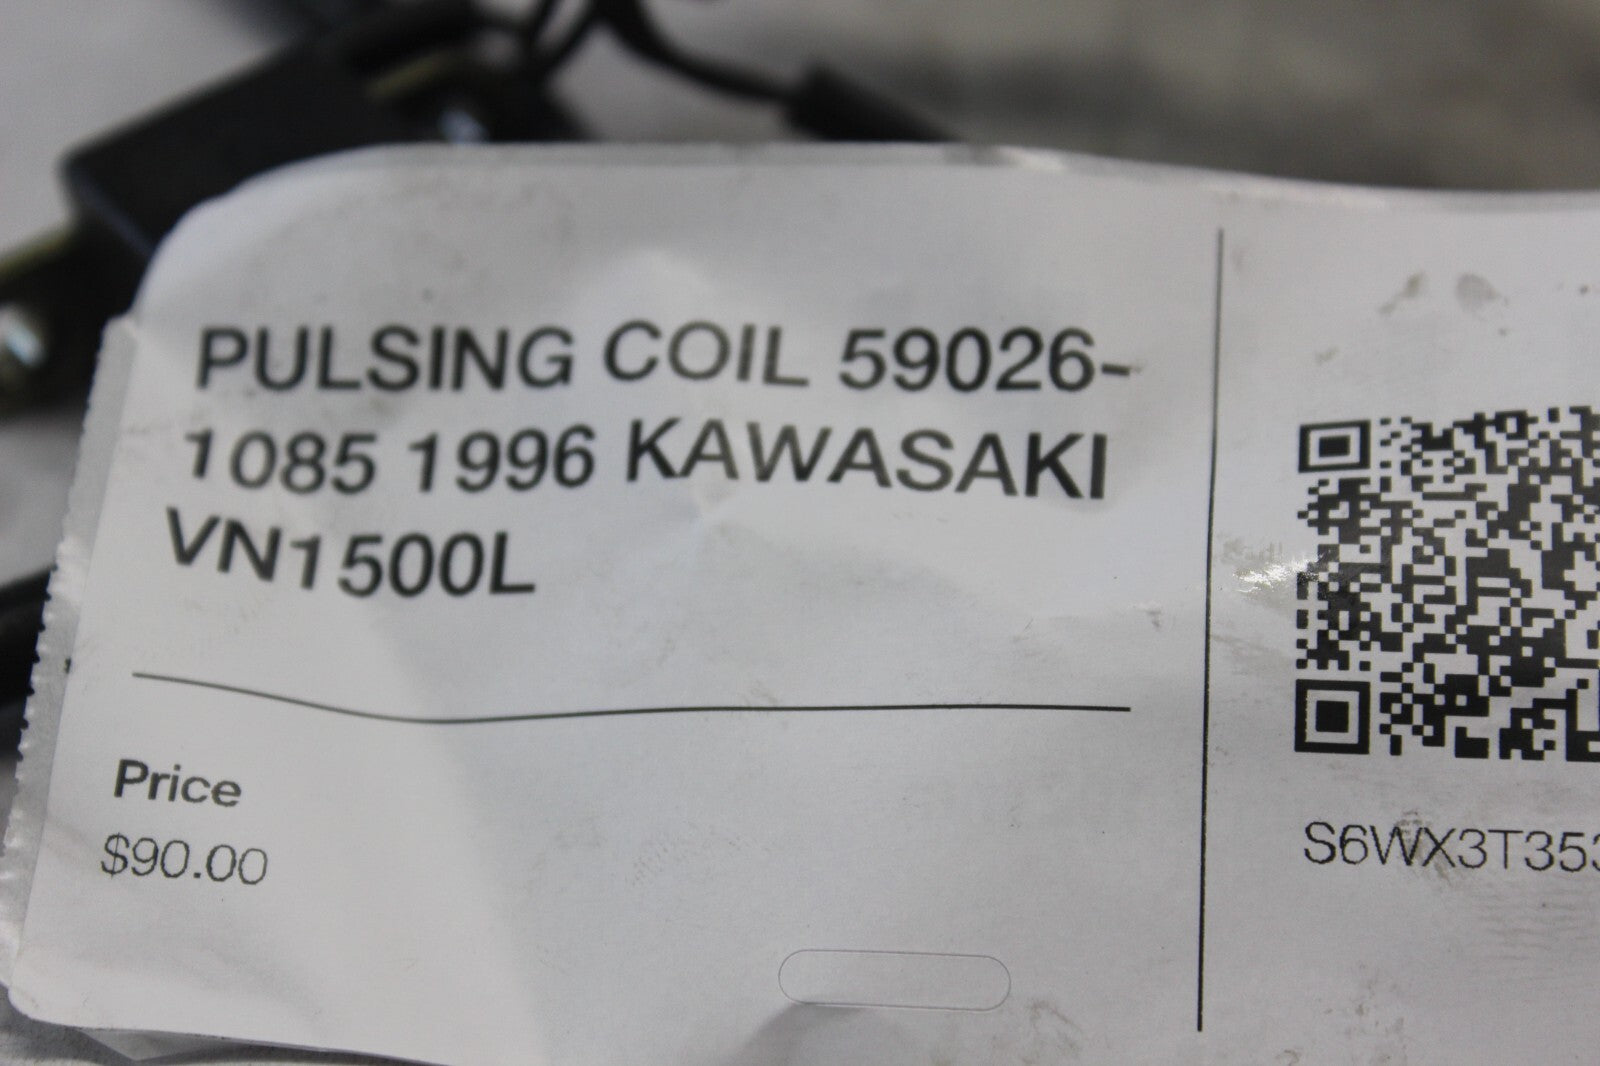 PULSING COIL 59026-
1085 1996 KAWASAKI
VN1500L
Price
$90.00
S6WX3T353